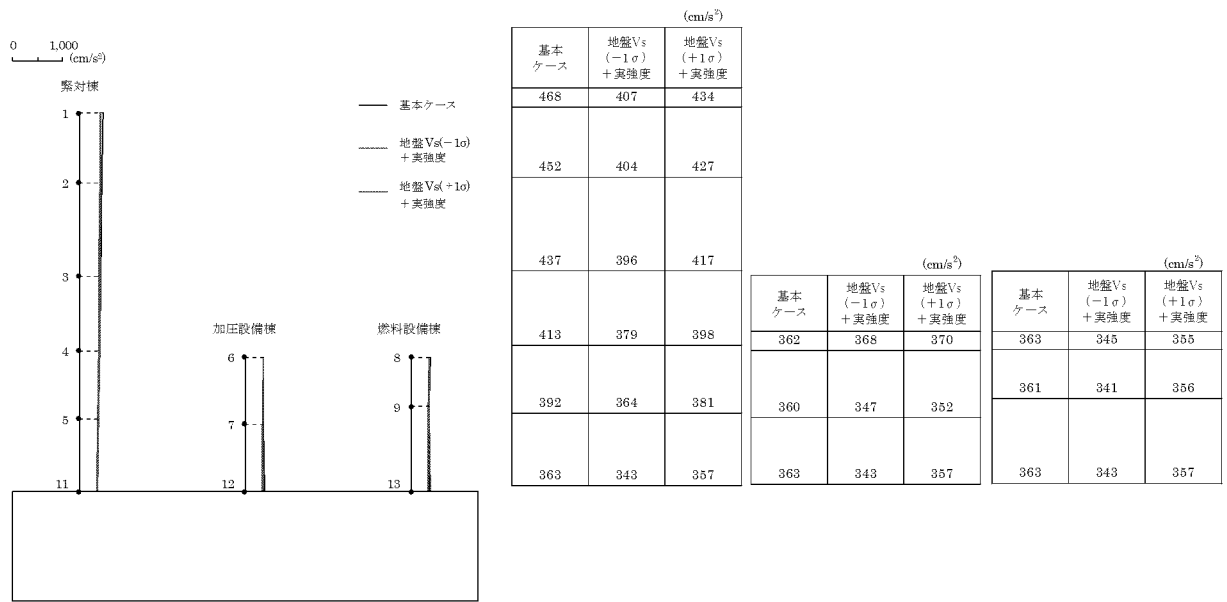 0 1,000
(cm/s²)
緊対棟
1
2
3
4
5
11
加圧設備棟
6
7
12
燃料設備棟
8
9
13
基本ケース
地盤Vs(−1σ)
+実強度
地盤Vs(+1σ)
+実強度
(cm/s²)
基本
ケース
地盤Vs
(−1σ)
+実強度
地盤Vs
(+1σ)
+実強度
468 407 434
452 404 427
437 396 417
413 379 398
392 364 381
363 343 357
(cm/s²)
基本
ケース
地盤Vs
(−1σ)
+実強度
地盤Vs
(+1σ)
+実強度
362 368 370
360 347 352
363 343 357
(cm/s²)
基本
ケース
地盤Vs
(−1σ)
+実強度
地盤Vs
(+1σ)
+実強度
363 345 355
361 341 356
363 343 357